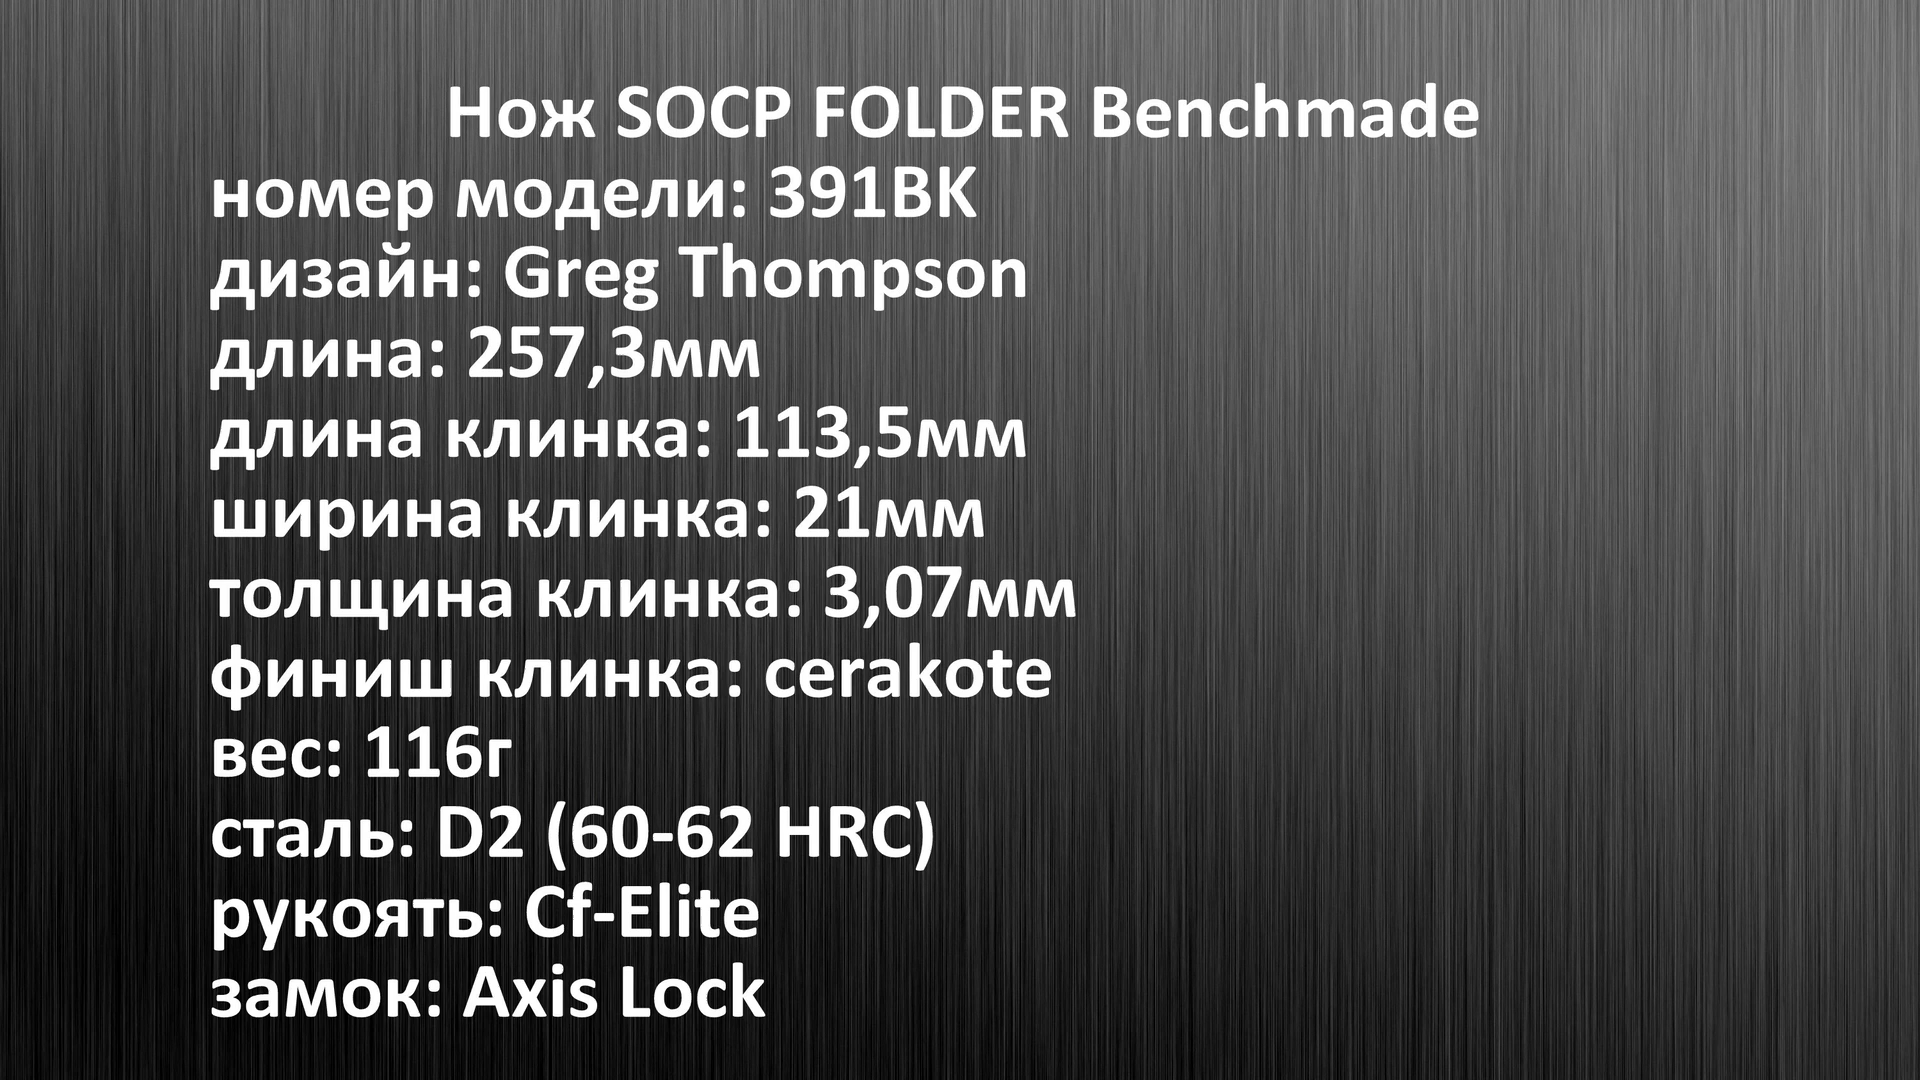 Нож SOCP FOLDER Benchmade
номер модели: 391BK
дизайн: Greg Thompson
длина: 257,3мм
длина клинка: 113,5мм
ширина клинка: 21мм
толщина клинка: 3,07мм
финиш клинка: cerakote
вес: 116г
сталь: D2 (60-62 HRC)
рукоять: Cf-Elite
замок: Axis Lock